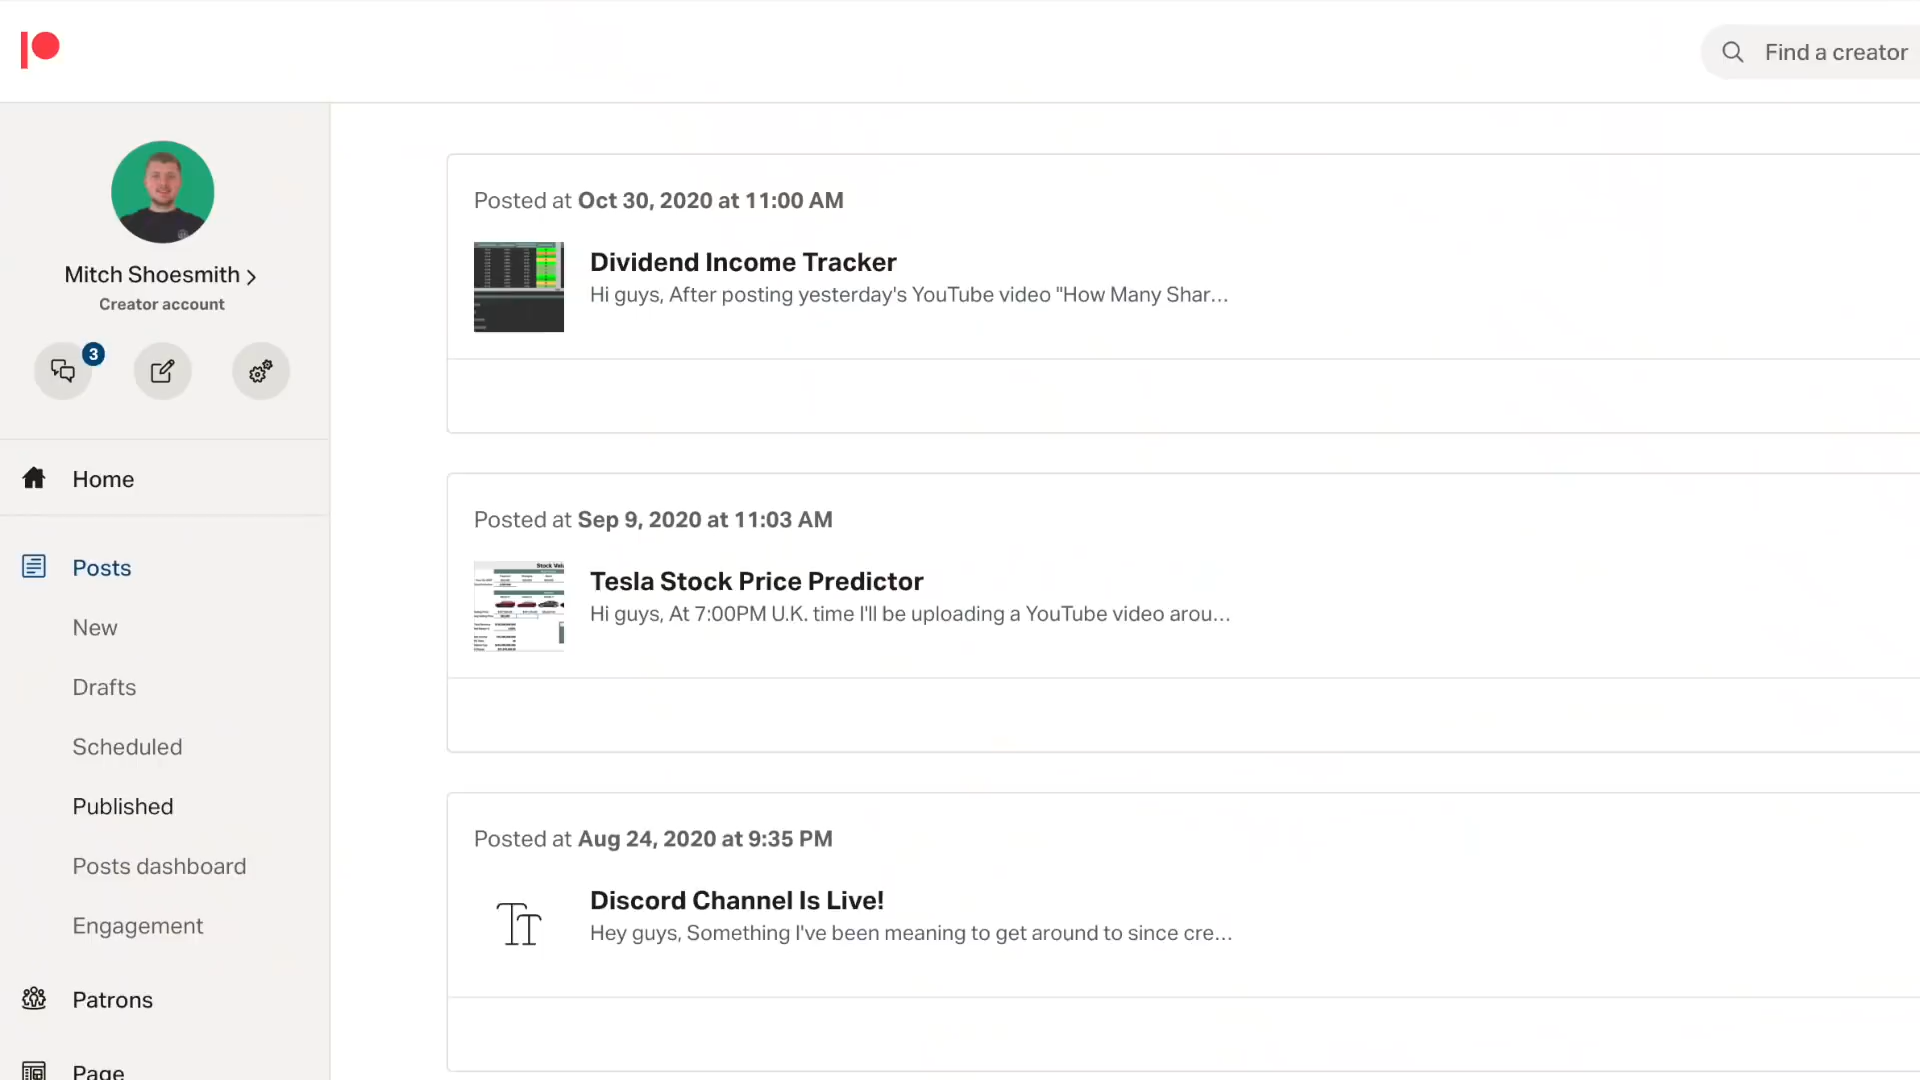 Find a creator
Mitch Shoesmith
Creator account
3
Home
Posts
New
Drafts
Scheduled
Published
Posts dashboard
Engagement
Patrons
Page
Posted at Oct 30, 2020 at 11:00 AM
Dividend Income Tracker
Hi guys, After posting yesterday's YouTube video "How Many Shar...
Posted at Sep 9, 2020 at 11:03 AM
Tesla Stock Price Predictor
Hi guys, At 7:00PM U.K. time I'll be uploading a YouTube video arou...
Posted at Aug 24, 2020 at 9:35 PM
Discord Channel Is Live!
Hey guys, Something I've been meaning to get around to since cre...